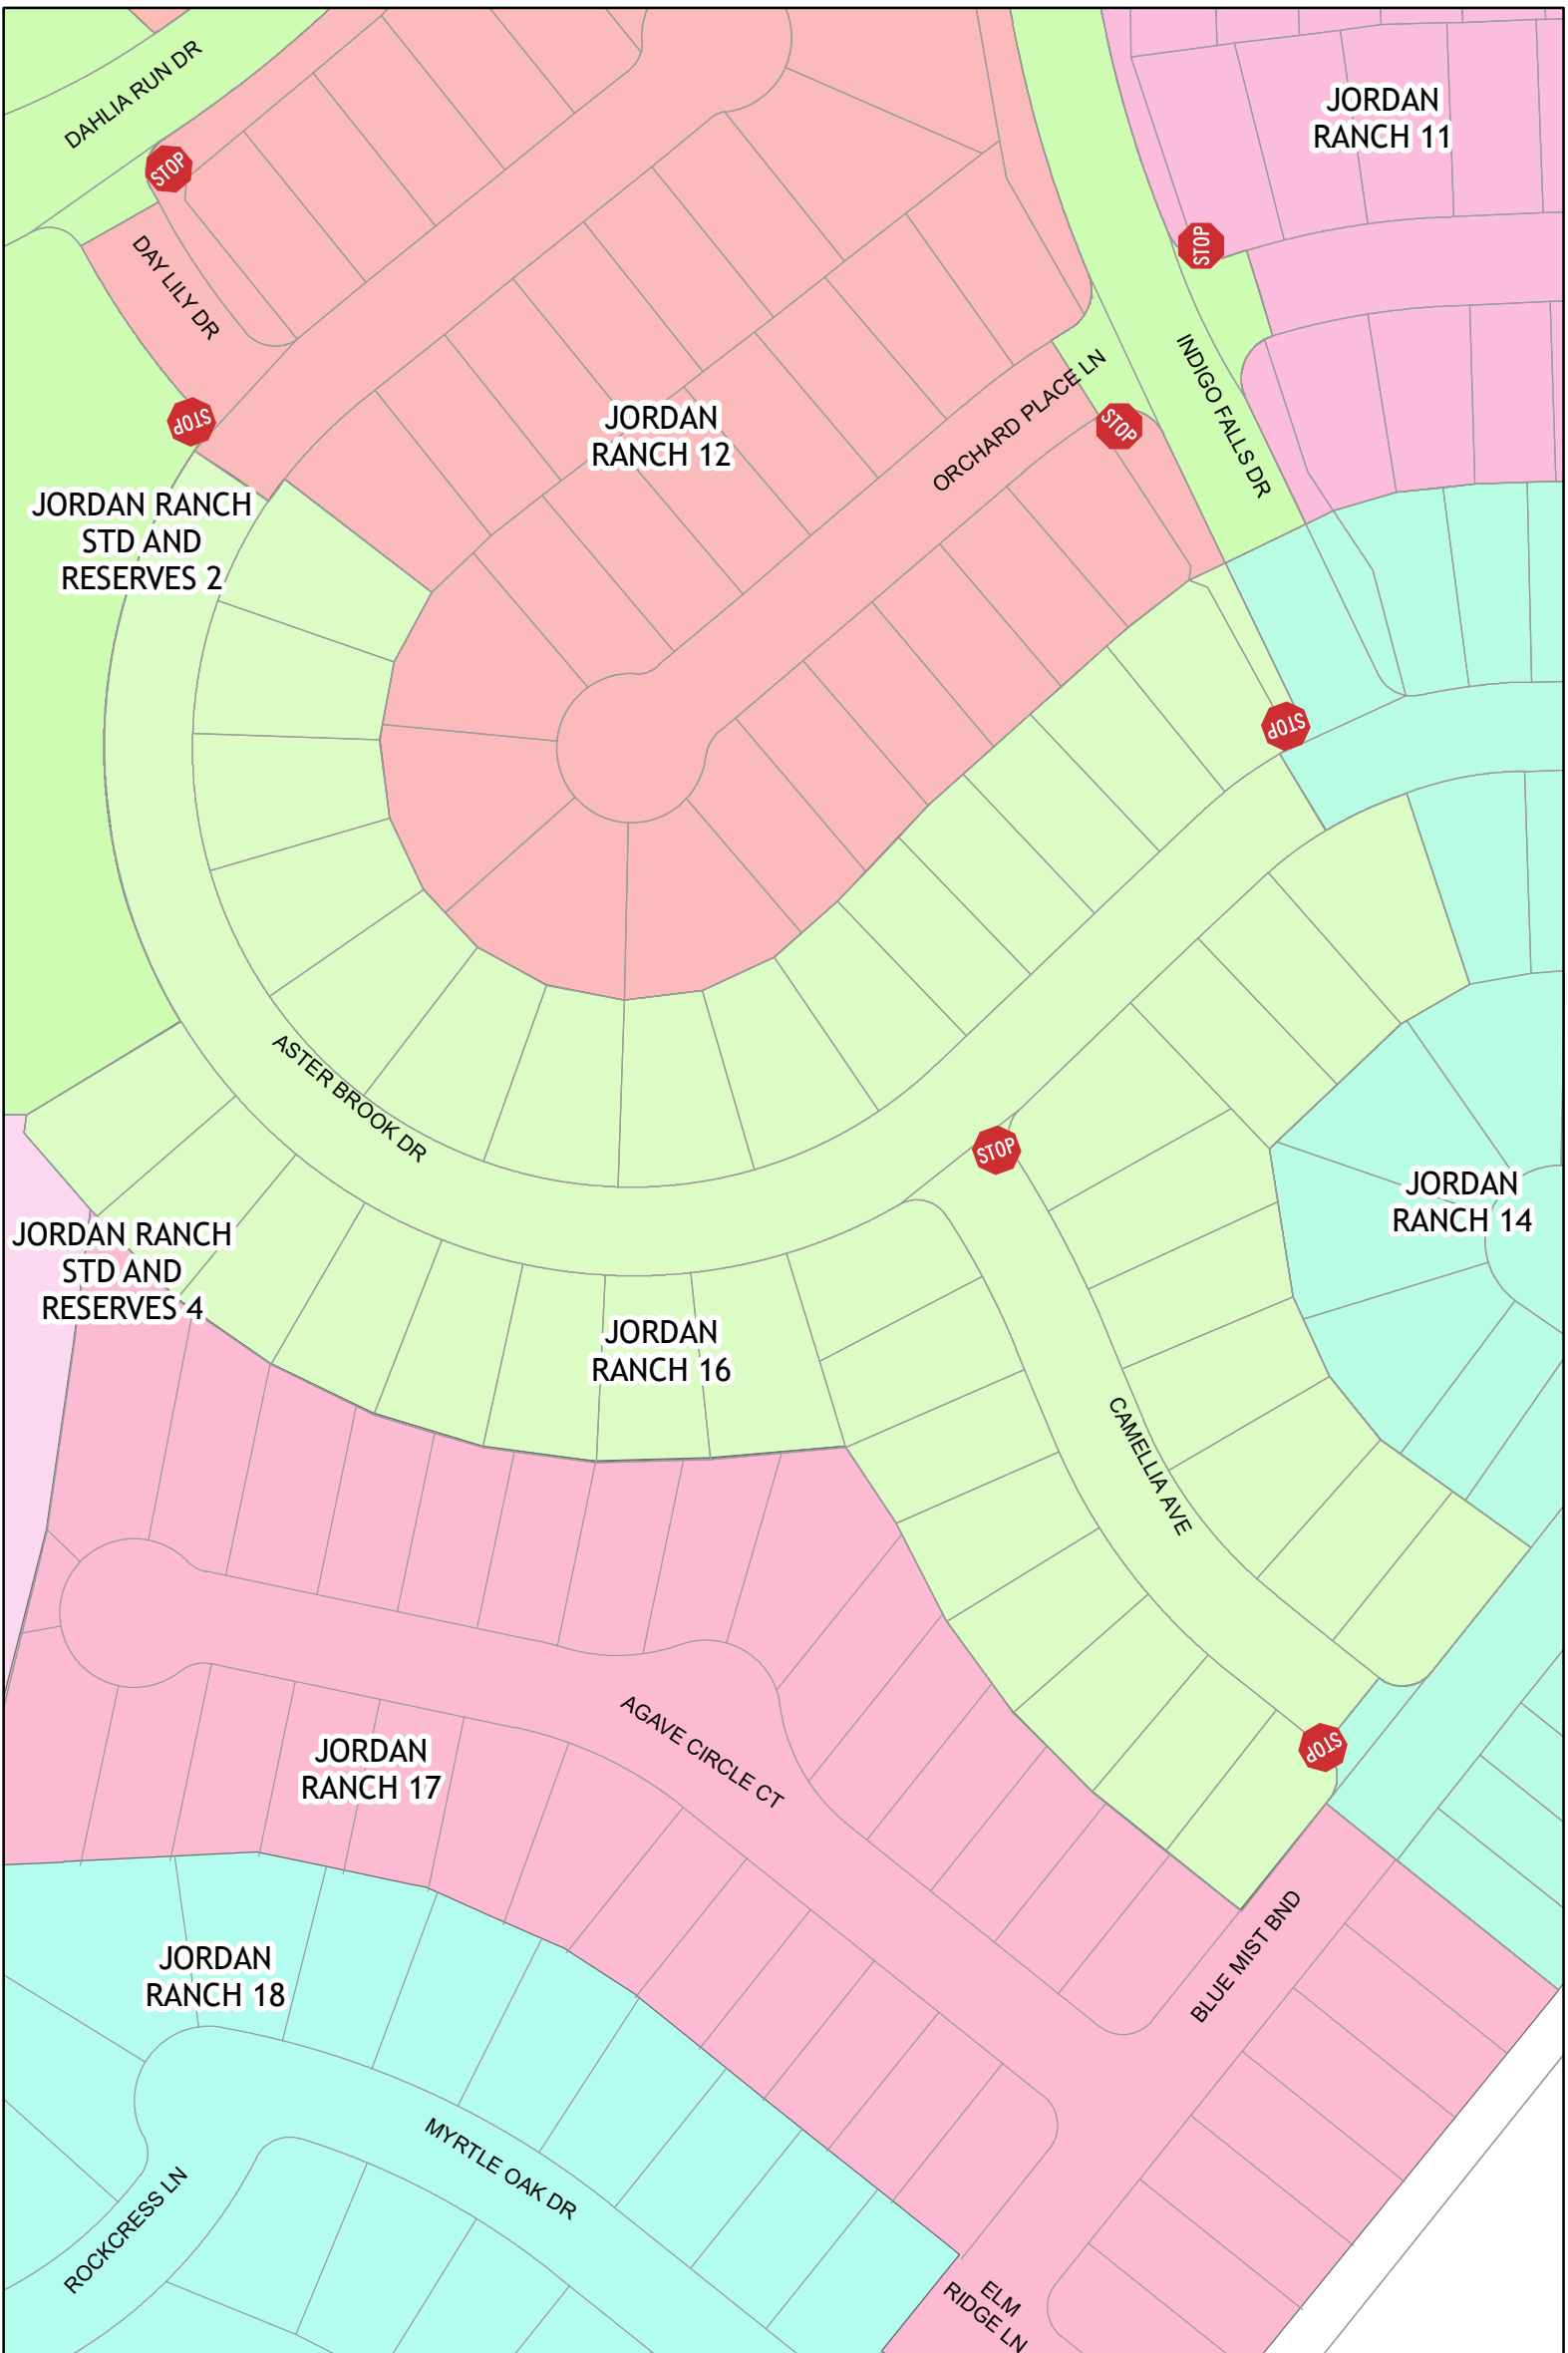 DAHLIA RUN DR
STOP
DAY LILY DR
STOP
JORDAN
RANCH 11
STOP
INDIGO FALLS DR
ORCHARD PLACE LN
STOP
JORDAN
RANCH 12
JORDAN RANCH
STD AND
RESERVES 2
STOP
ASTER BROOK DR
STOP
JORDAN
RANCH 14
JORDAN RANCH
STD AND
RESERVES 4
JORDAN
RANCH 16
CAMELLIA AVE
STOP
AGAVE CIRCLE CT
JORDAN
RANCH 17
BLUE MIST BND
JORDAN
RANCH 18
MYRTLE OAK DR
ROCKCRESS LN
ELM
RIDGE LN